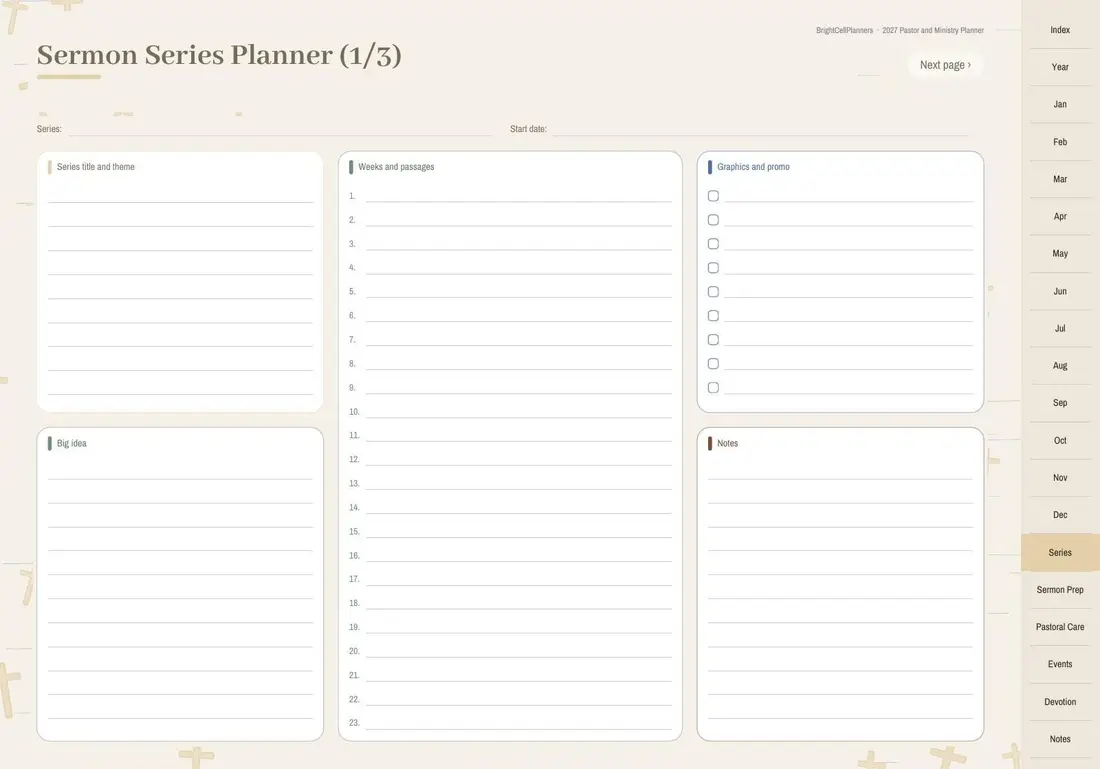 Sermon Series Planner (1/3)
BrightCellPlanners · 2027 Pastor and Ministry Planner
Next page ›
Series:
Start date:
Series title and theme
Big idea
Weeks and passages
1.
2.
3.
4.
5.
6.
7.
8.
9.
10.
11.
12.
13.
14.
15.
16.
17.
18.
19.
20.
21.
22.
23.
Graphics and promo
Notes
Index
Year
Jan
Feb
Mar
Apr
May
Jun
Jul
Aug
Sep
Oct
Nov
Dec
Series
Sermon Prep
Pastoral Care
Events
Devotion
Notes